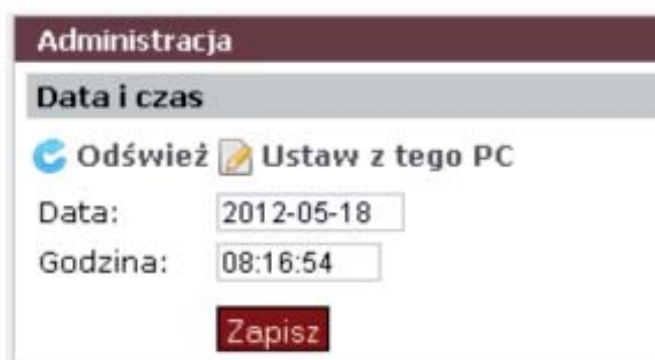 Administracja
Data i czas
Odśwież Ustaw z tego PC
Data: 2012-05-18
Godzina: 08:16:54
Zapisz